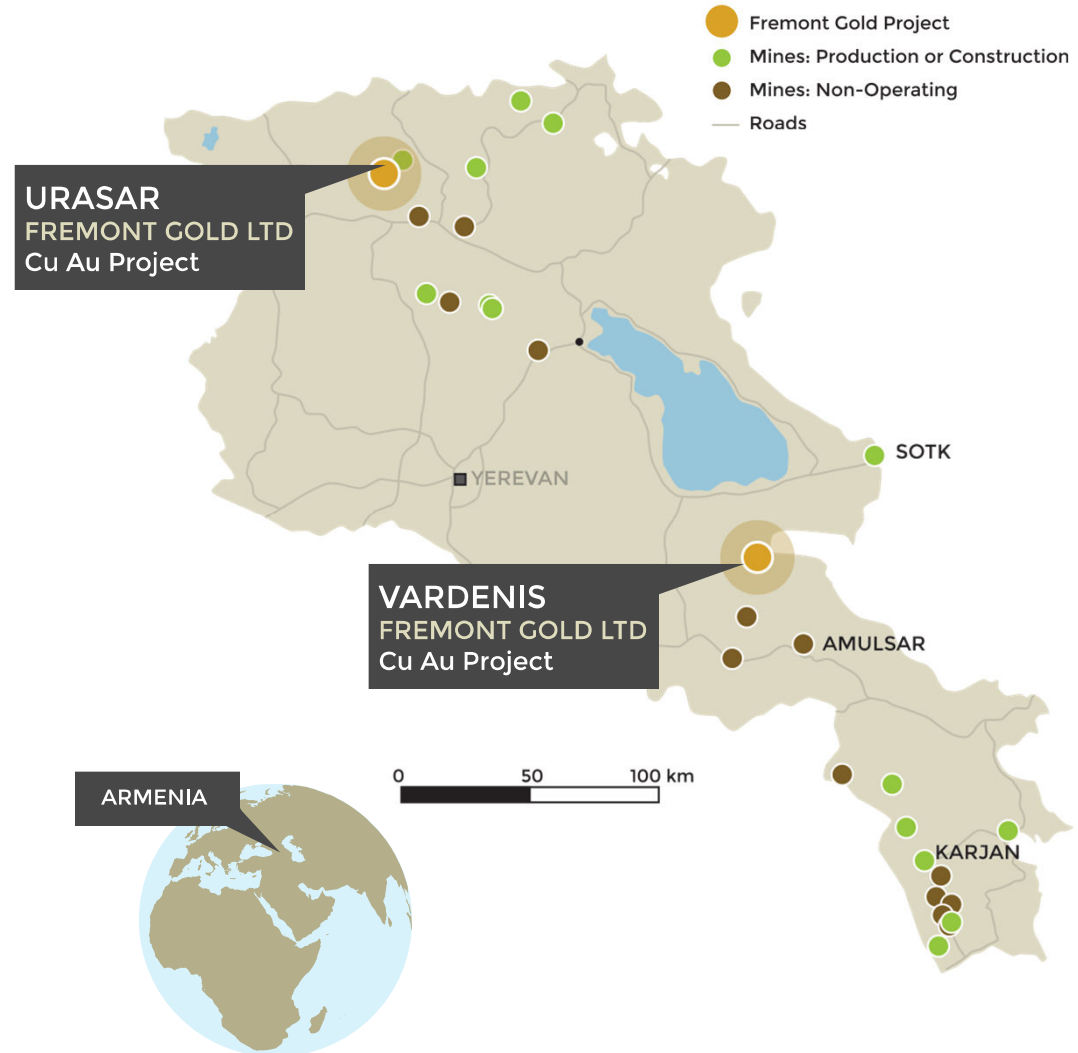 Fremont Gold Project
Mines: Production or Construction
Mines: Non-Operating
Roads
URASAR
FREMONT GOLD LTD
Cu Au Project
SOTK
YEREVAN
VARDENIS
FREMONT GOLD LTD
Cu Au Project
AMULSAR
0 50 100 km
ARMENIA
KARJAN